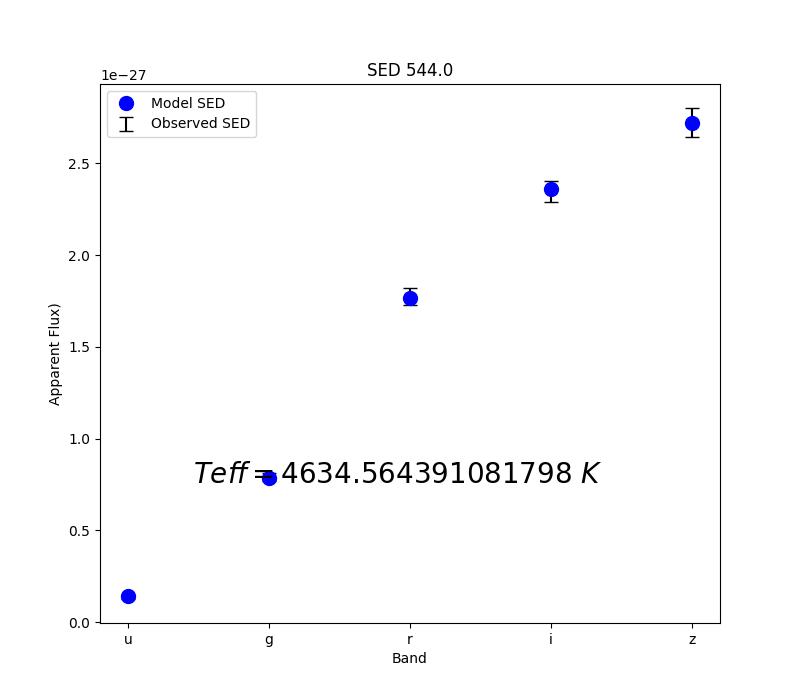 SED 544.0
1e−27
Model SED
Observed SED
2.5
2.0
1.5
1.0
0.5
0.0
Apparent Flux)
Teff = 4634.564391081798 K
u g r i z
Band